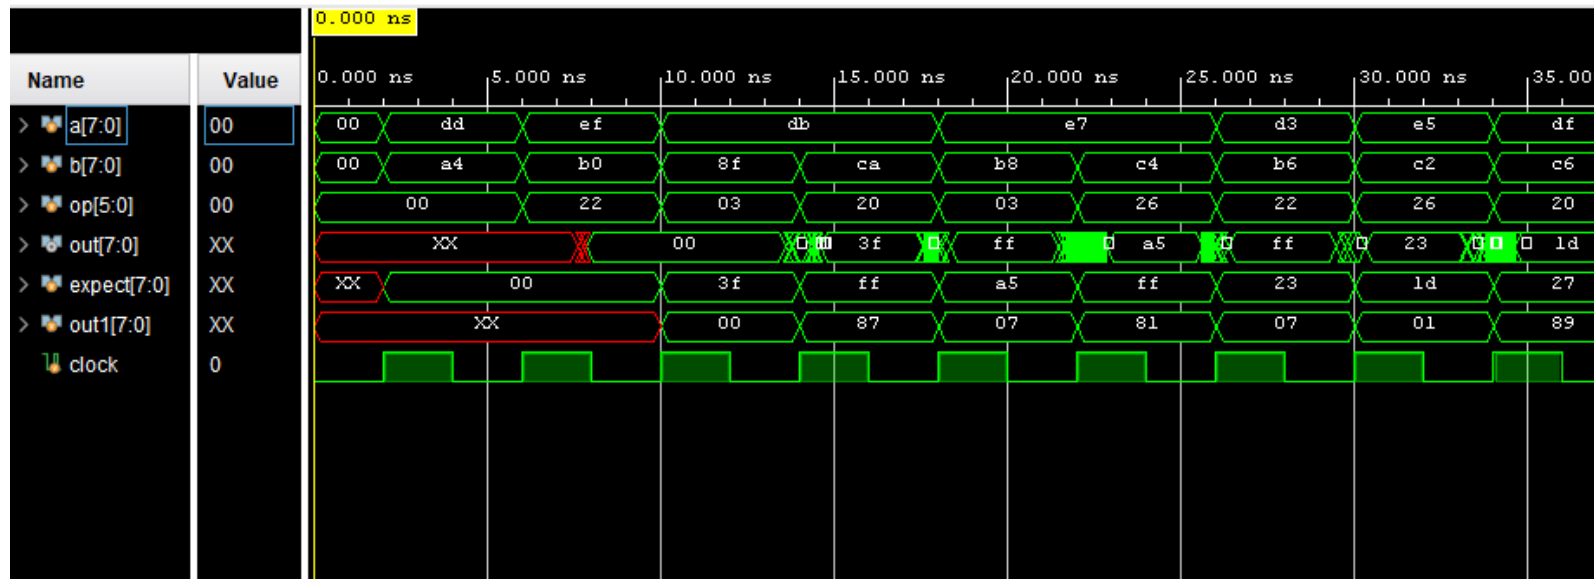 0.000 ns
Name Value 0.000 ns 5.000 ns 10.000 ns 15.000 ns 20.000 ns 25.000 ns 30.000 ns 35.00
a[7:0] 00 00 dd ef db e7 d3 e5 df
b[7:0] 00 00 a4 b0 8f ca b8 c4 b6 c2 c6
op[5:0] 00 00 22 03 20 03 26 22 26 20
out[7:0] XX XX 00 3f ff a5 ff 23 1d
expect[7:0] XX XX 00 3f ff a5 ff 23 1d 27
out1[7:0] XX XX 00 87 07 81 07 01 89
clock 0